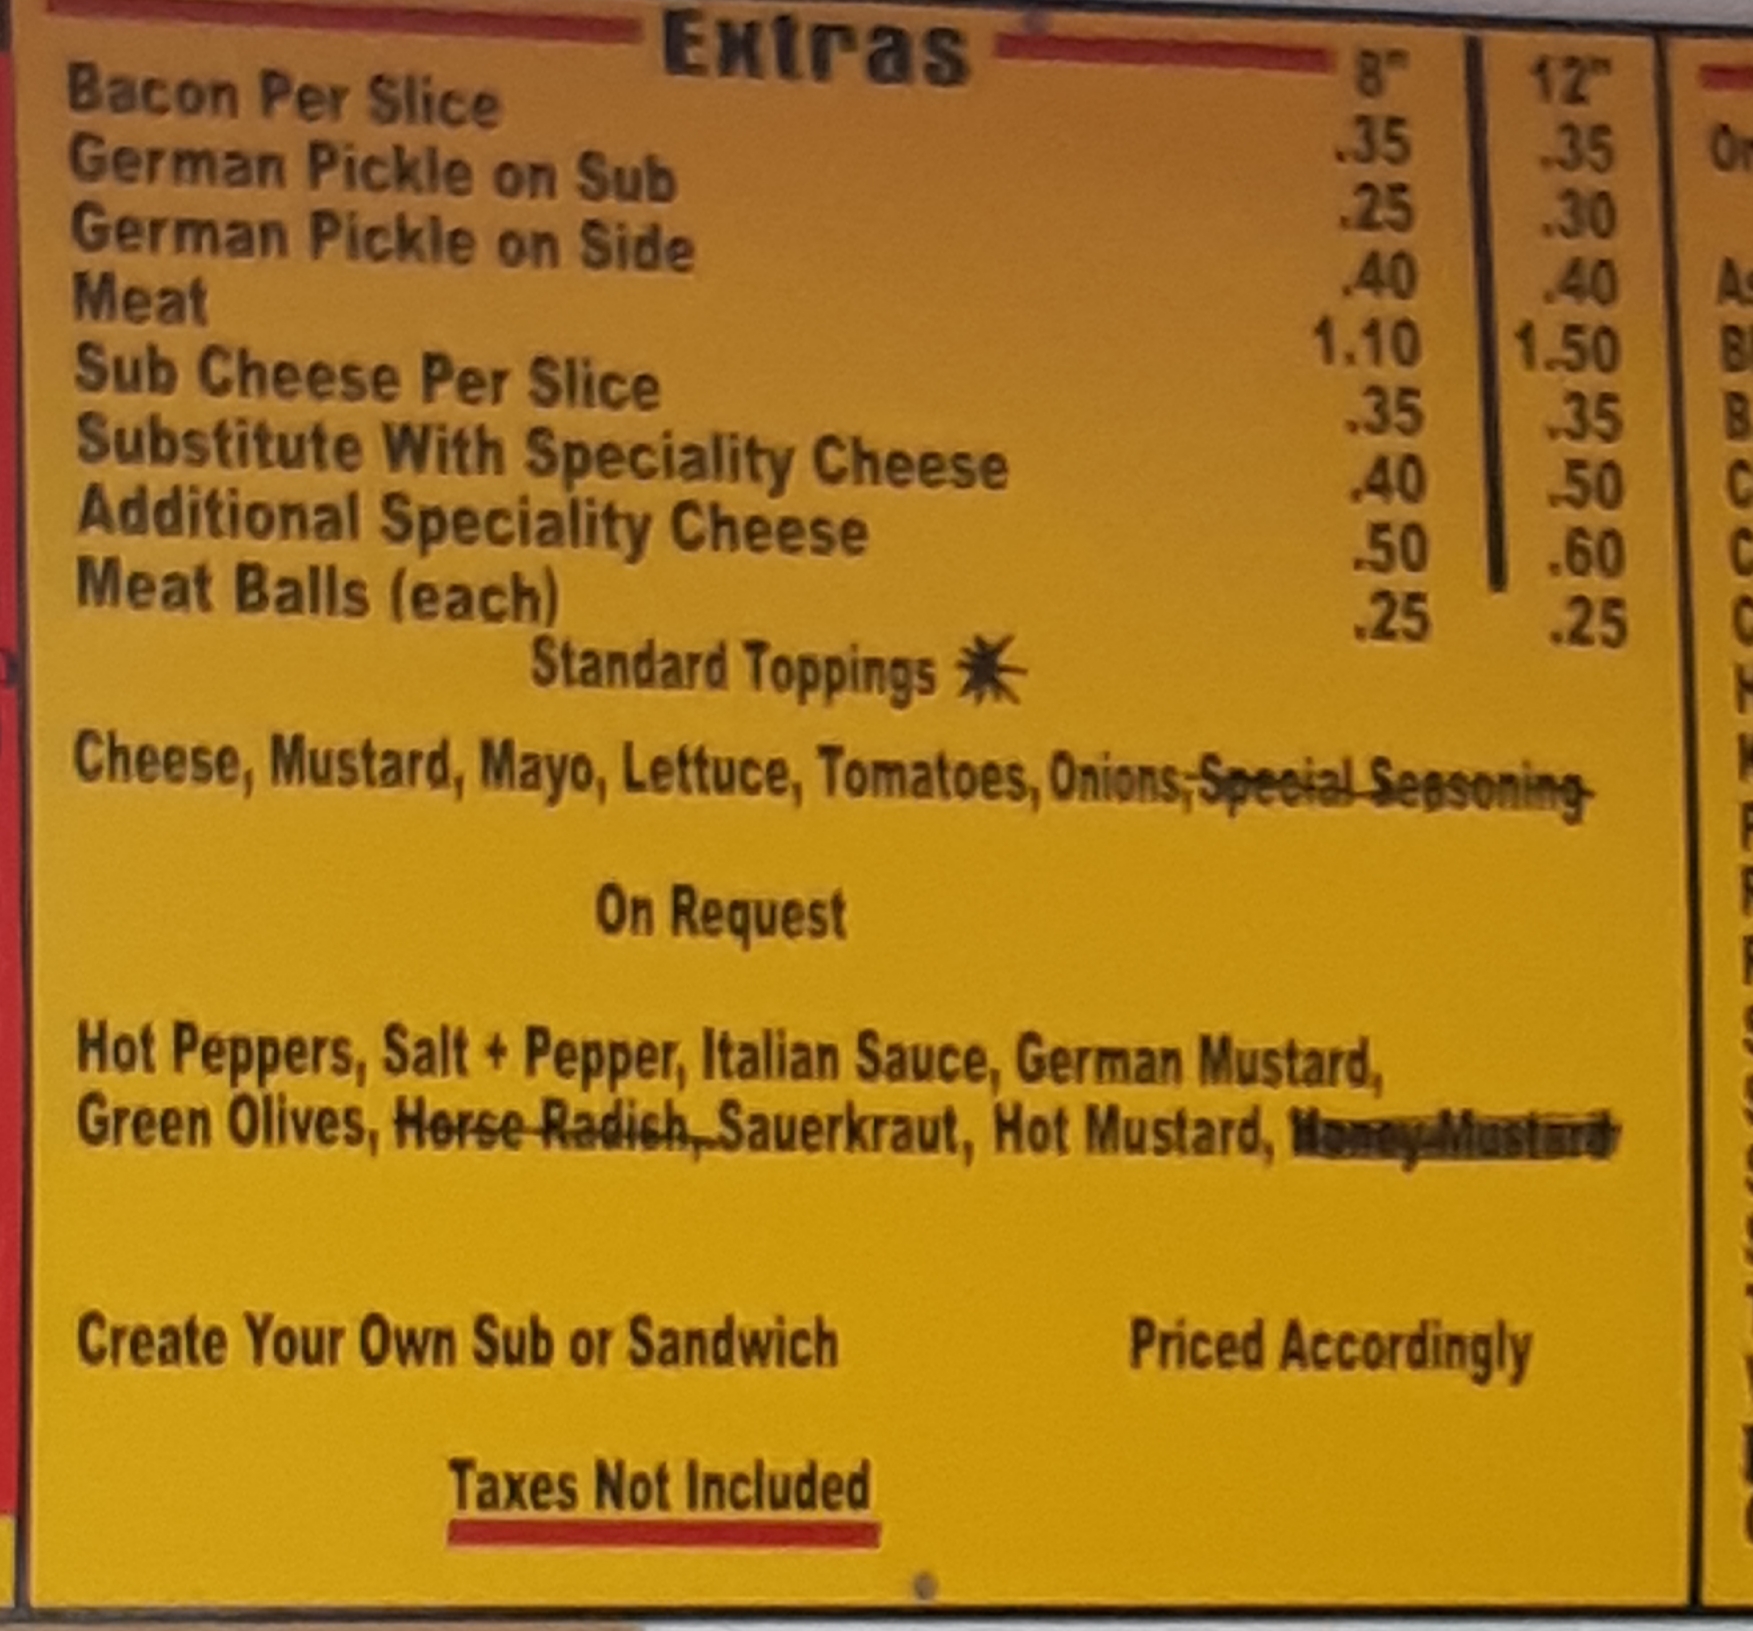 Extras
8" 12"
Bacon Per Slice .35 .35
German Pickle on Sub .25 .30
German Pickle on Side .40 .40
Meat 1.10 1.50
Sub Cheese Per Slice .35 .35
Substitute With Speciality Cheese .40 .50
Additional Speciality Cheese .50 .60
Meat Balls (each) .25 .25
Standard Toppings
Cheese, Mustard, Mayo, Lettuce, Tomatoes, Onions, Special Seasoning
On Request
Hot Peppers, Salt + Pepper, Italian Sauce, German Mustard,
Green Olives, Horse Radish, Sauerkraut, Hot Mustard, Honey Mustard
Create Your Own Sub or Sandwich Priced Accordingly
Taxes Not Included